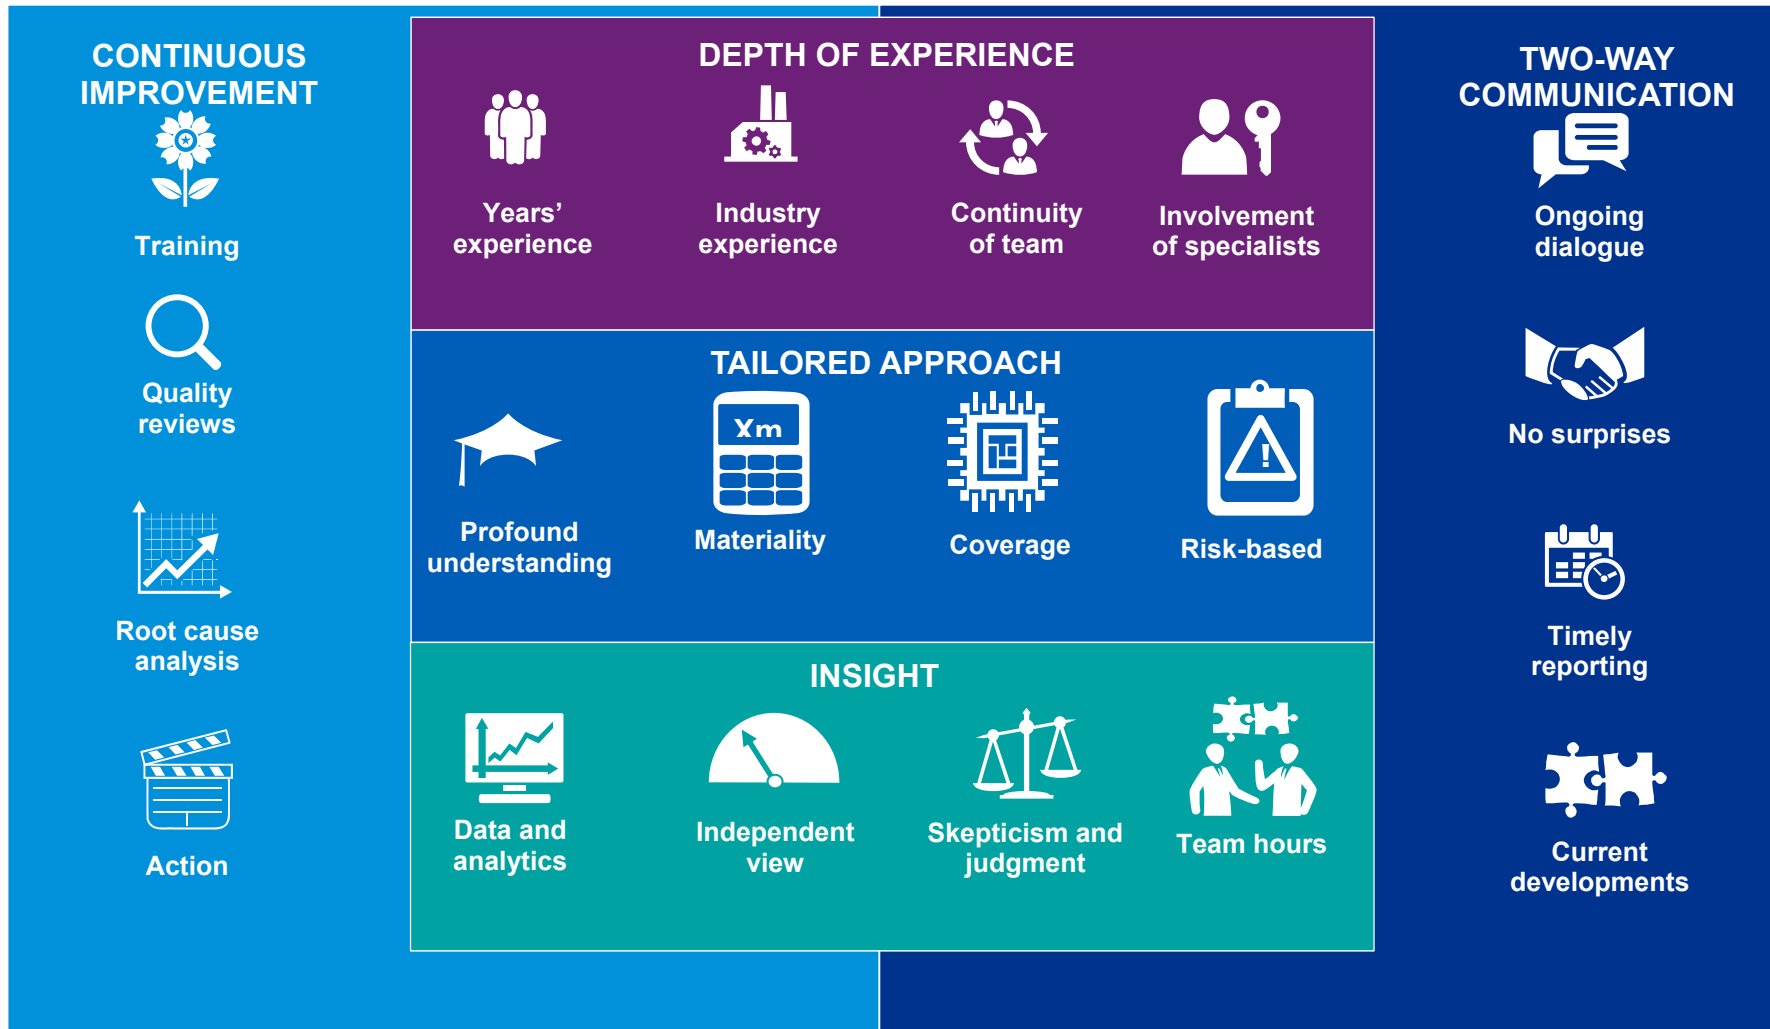 CONTINUOUS
IMPROVEMENT
Training
Quality
reviews
Root cause
analysis
Action
DEPTH OF EXPERIENCE
Years’
experience
Industry
experience
Continuity
of team
Involvement
of specialists
TAILORED APPROACH
Profound
understanding
Xm
Materiality
Coverage
!
Risk-based
INSIGHT
Data and
analytics
Independent
view
Skepticism and
judgment
Team hours
TWO-WAY
COMMUNICATION
Ongoing
dialogue
No surprises
Timely
reporting
Current
developments